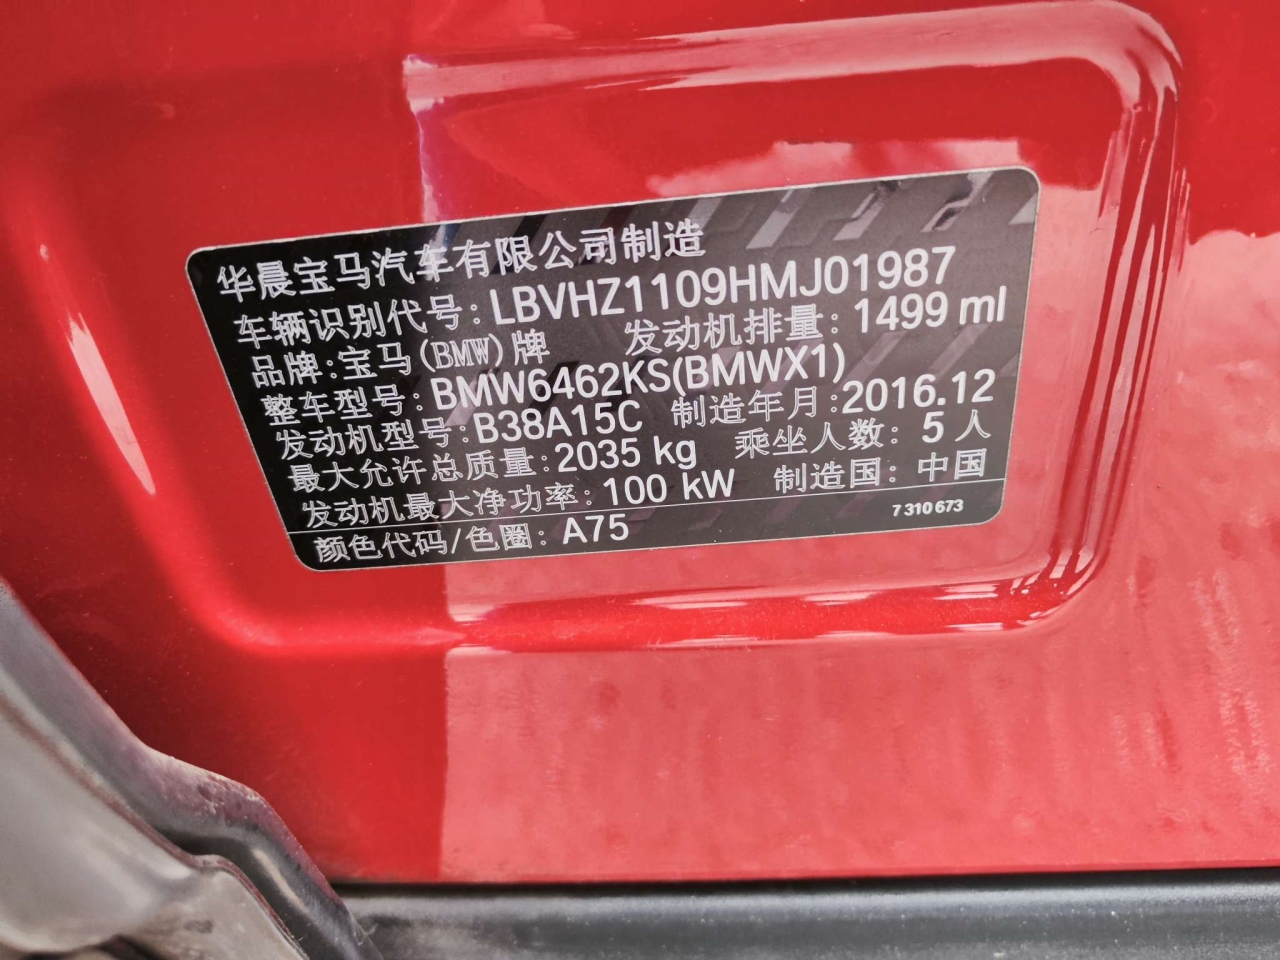 华晨宝马汽车有限公司制造
车辆识别代号: LBVHZ1109HMJ01987
品牌: 宝马(BMW)牌 发动机排量: 1499 ml
整车型号: BMW6462KS(BMWX1)
发动机型号: B38A15C 制造年月: 2016.12
最大允许总质量: 2035 kg 乘坐人数: 5 人
发动机最大净功率: 100 kW 制造国: 中国
颜色代码/色圈: A75 7 310 673